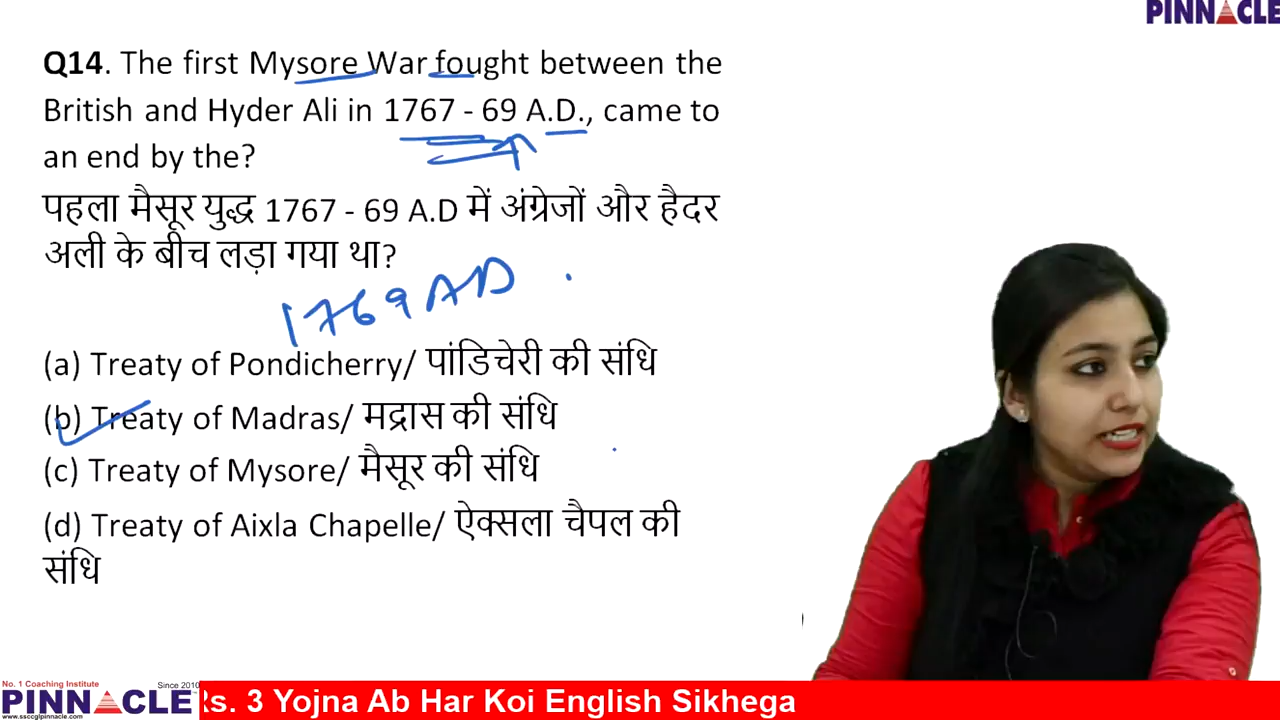 PINNACLE
Q14. The first Mysore War fought between the
British and Hyder Ali in 1767 - 69 A.D., came to
an end by the?
पहला मैसूर युद्ध 1767 - 69 A.D में अंग्रेजों और हैदर
अली के बीच लड़ा गया था?
1769 AD
(a) Treaty of Pondicherry/ पांडिचेरी की संधि
(b) Treaty of Madras/ मद्रास की संधि
(c) Treaty of Mysore/ मैसूर की संधि
(d) Treaty of Aixla Chapelle/ ऐक्सला चैपल की
संधि
No. 1 Coaching Institute Since 2010
PINNACLE
www.ssccglpinnacle.com
Rs. 3 Yojna Ab Har Koi English Sikhega